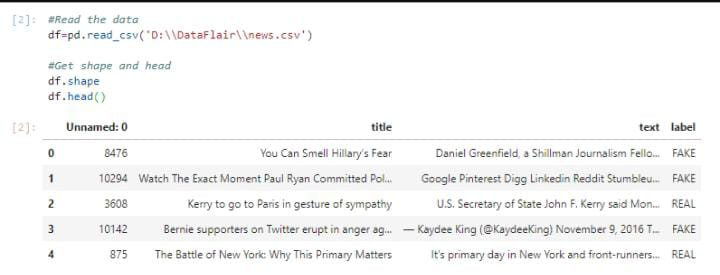 [2]: #Read the data
df=pd.read_csv('D:\\DataFlair\\news.csv')
#Get shape and head
df.shape
df.head()
[2]: Unnamed: 0 title text label
0 8476 You Can Smell Hillary's Fear Daniel Greenfield, a Shillman Journalism Fello... FAKE
1 10294 Watch The Exact Moment Paul Ryan Committed Pol... Google Pinterest Digg Linkedin Reddit Stumbleu... FAKE
2 3608 Kerry to go to Paris in gesture of sympathy U.S. Secretary of State John F. Kerry said Mon... REAL
3 10142 Bernie supporters on Twitter erupt in anger ag... — Kaydee King (@KaydeeKing) November 9, 2016 T... FAKE
4 875 The Battle of New York: Why This Primary Matters It's primary day in New York and front-runners... REAL